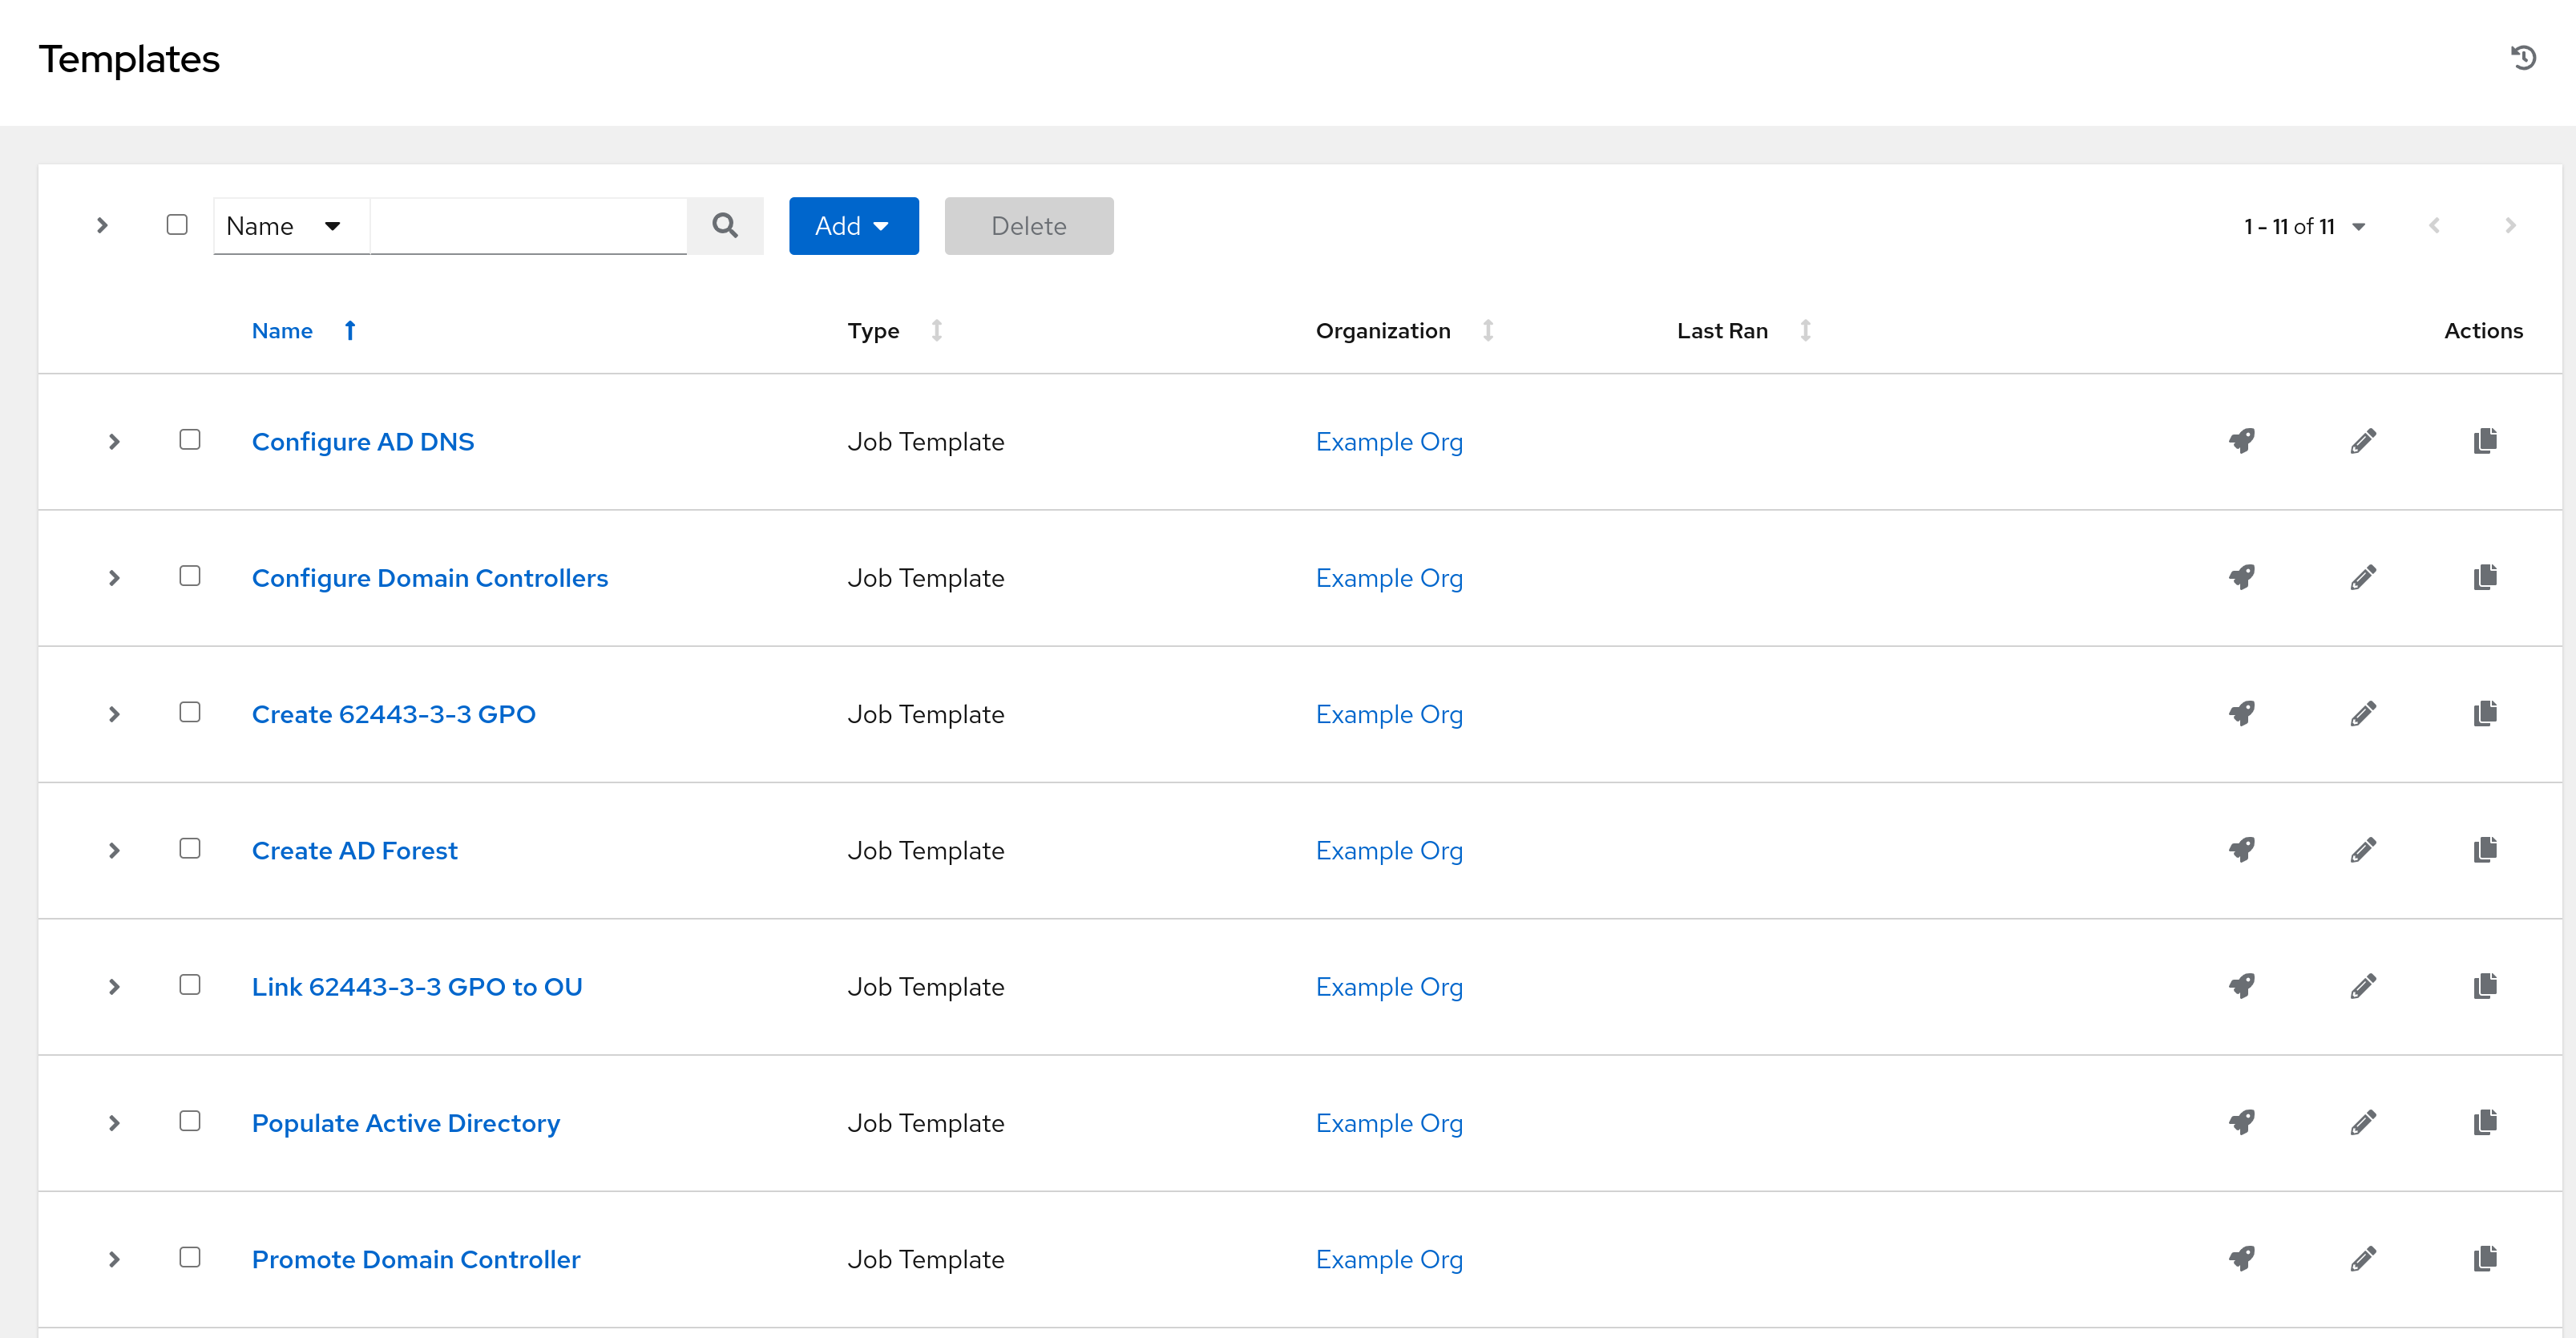 Templates
Name Add Delete 1 - 11 of 11
Name Type Organization Last Ran Actions
Configure AD DNS Job Template Example Org
Configure Domain Controllers Job Template Example Org
Create 62443-3-3 GPO Job Template Example Org
Create AD Forest Job Template Example Org
Link 62443-3-3 GPO to OU Job Template Example Org
Populate Active Directory Job Template Example Org
Promote Domain Controller Job Template Example Org